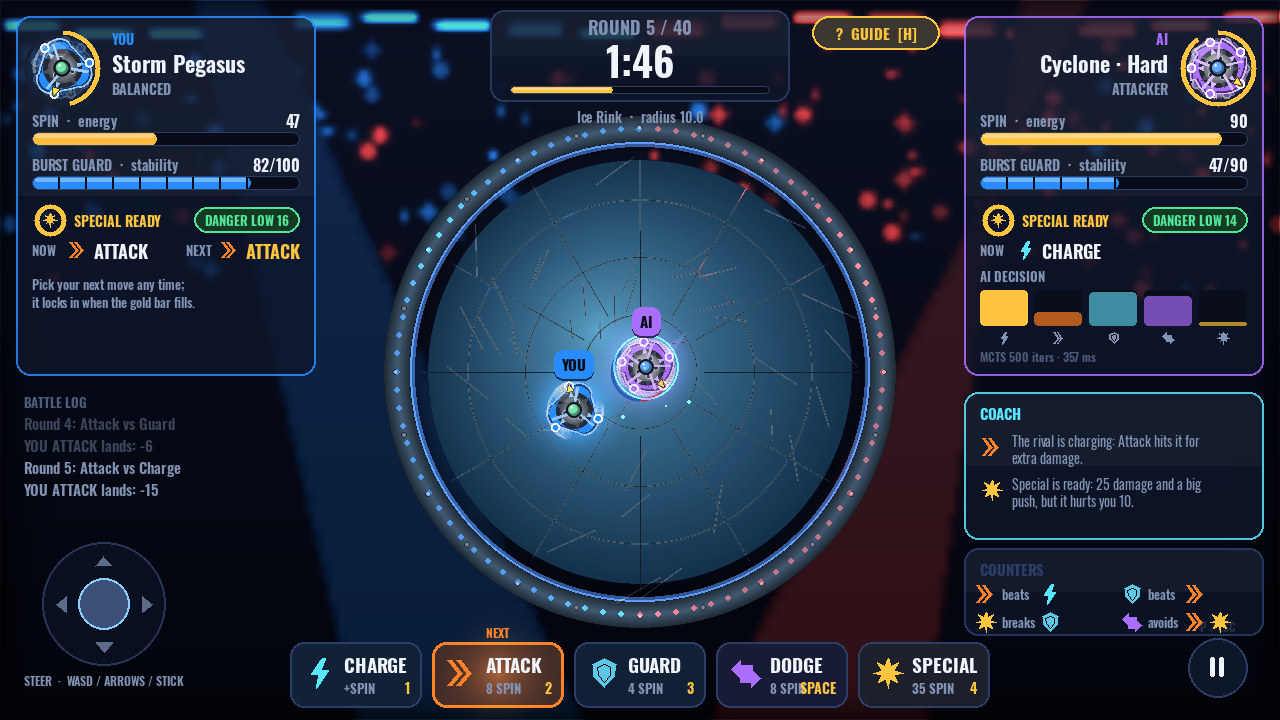 YOU
Storm Pegasus
BALANCED
SPIN · energy 47
BURST GUARD · stability 82/100
SPECIAL READY
DANGER LOW 16
NOW ATTACK NEXT ATTACK
Pick your next move any time;
it locks in when the gold bar fills.
BATTLE LOG
Round 4: Attack vs Guard
YOU ATTACK lands: -6
Round 5: Attack vs Charge
YOU ATTACK lands: -15
STEER · WASD / ARROWS / STICK
ROUND 5 / 40
1:46
Ice Rink · radius 10.0
? GUIDE [H]
AI
YOU
NEXT
CHARGE
+SPIN 1
ATTACK
8 SPIN 2
GUARD
4 SPIN 3
DODGE
8 SPIN SPACE
SPECIAL
35 SPIN 4
AI
Cyclone · Hard
ATTACKER
SPIN · energy 90
BURST GUARD · stability 47/90
SPECIAL READY
DANGER LOW 14
NOW CHARGE
AI DECISION
MCTS 500 iters · 357 ms
COACH
The rival is charging: Attack hits it for
extra damage.
Special is ready: 25 damage and a big
push, but it hurts you 10.
COUNTERS
beats beats
breaks avoids